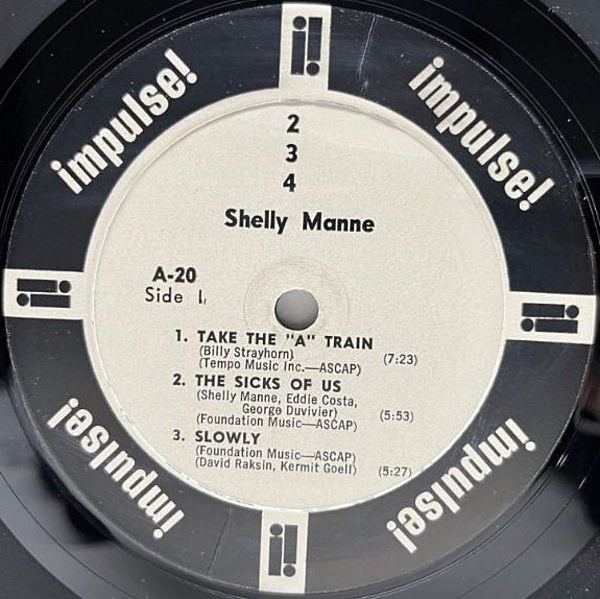 impulse!
impulse!
2
3
4
Shelly Manne
A-20
Side 1
1. TAKE THE "A" TRAIN
(Billy Strayhorn) (7:23)
(Tempo Music Inc.—ASCAP)
2. THE SICKS OF US
(Shelly Manne, Eddie Costa,
George Duvivier) (5:53)
(Foundation Music—ASCAP)
3. SLOWLY
(Foundation Music—ASCAP)
(David Raksin, Kermit Goell) (5:27)
impulse!
impulse!